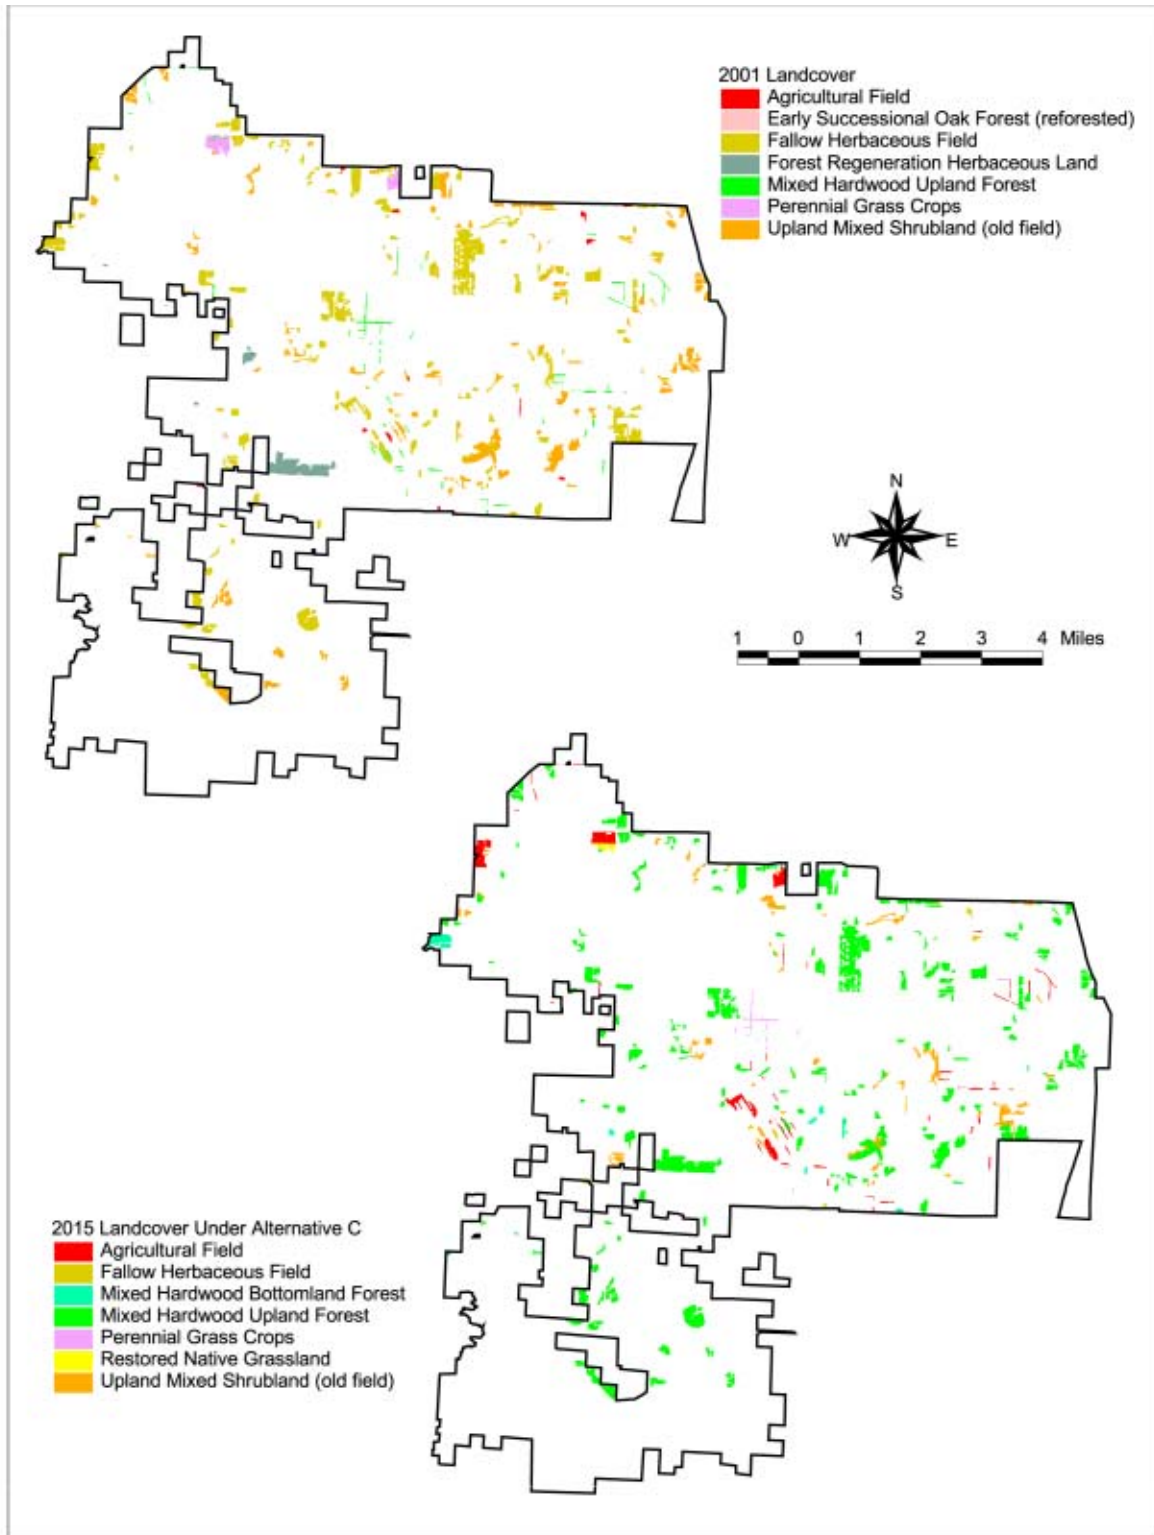 2001 Landcover
Agricultural Field
Early Successional Oak Forest (reforested)
Fallow Herbaceous Field
Forest Regeneration Herbaceous Land
Mixed Hardwood Upland Forest
Perennial Grass Crops
Upland Mixed Shrubland (old field)
N
W E
S
1 0 1 2 3 4 Miles
2015 Landcover Under Alternative C
Agricultural Field
Fallow Herbaceous Field
Mixed Hardwood Bottomland Forest
Mixed Hardwood Upland Forest
Perennial Grass Crops
Restored Native Grassland
Upland Mixed Shrubland (old field)